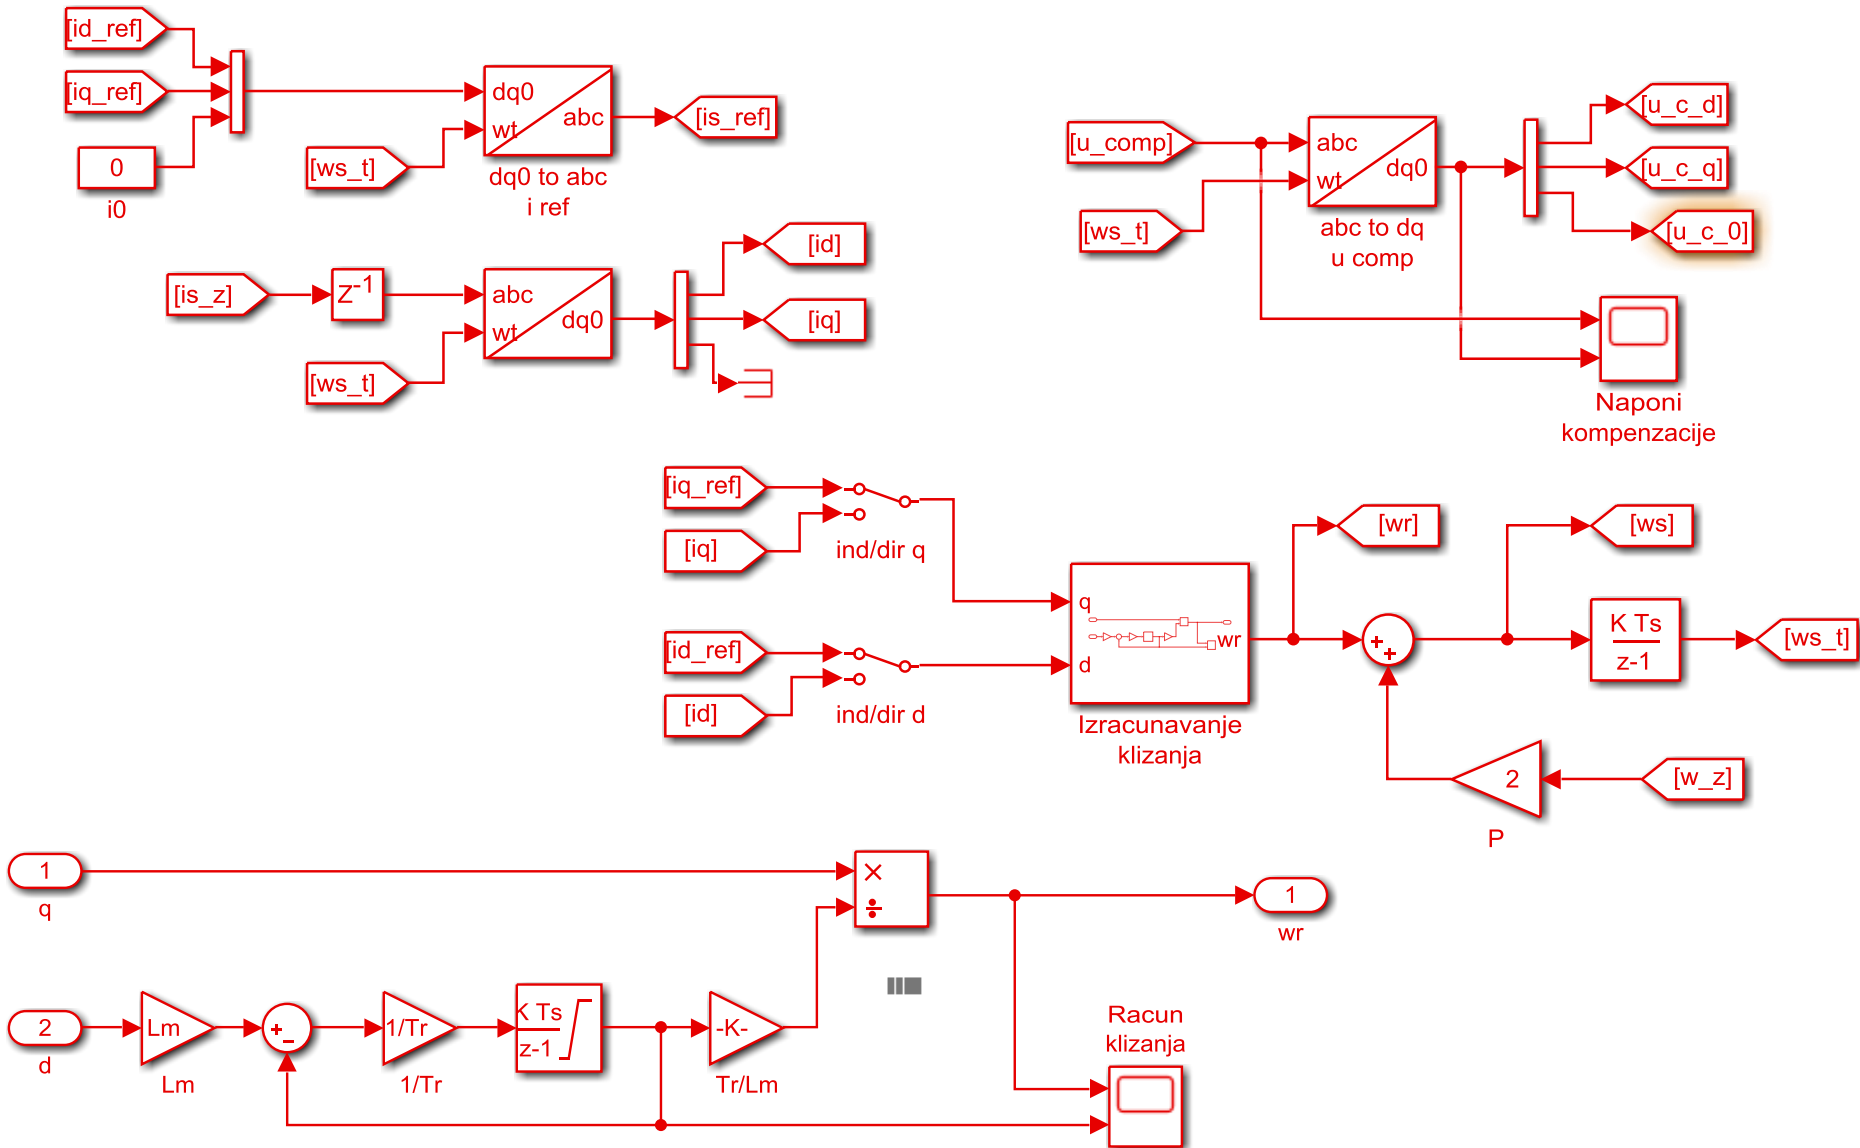 [id_ref]
[iq_ref]
0
i0
[ws_t]
dq0
wt
abc
dq0 to abc
i ref
[is_ref]
[u_comp]
[ws_t]
abc
wt
dq0
abc to dq
u comp
[u_c_d]
[u_c_q]
[u_c_0]
Naponi
kompenzacije
[is_z]
z-1
[ws_t]
abc
wt
dq0
[id]
[iq]
[iq_ref]
[iq]
ind/dir q
[id_ref]
[id]
ind/dir d
q
d
wr
Izracunavanje
klizanja
[wr]
+
+
[ws]
K Ts
z-1
[ws_t]
2
P
[w_z]
1
q
×
÷
1
wr
2
d
Lm
Lm
+
−
1/Tr
1/Tr
K Ts
z-1
-K-
Tr/Lm
Racun
klizanja